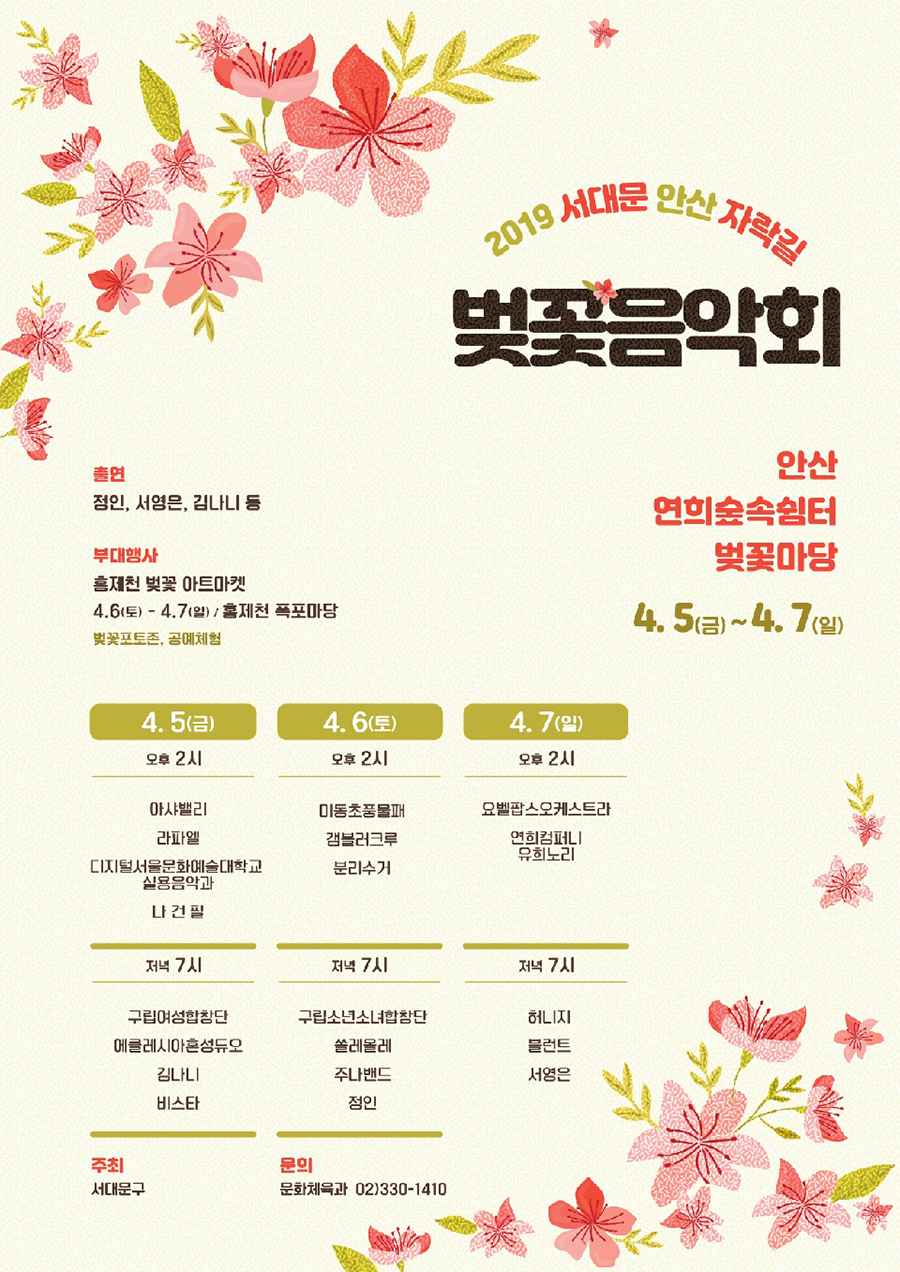 2019 서대문 안산 자락길
벚꽃음악회
안산
연희숲속쉼터
벚꽃마당
4. 5(금) ~ 4. 7(일)
출연
정인, 서영은, 김나니 등
부대행사
홍제천 벚꽃 아트마켓
4.6(토) - 4.7(일) / 홍제천 폭포마당
벚꽃포토존, 공예체험
4. 5(금)
오후 2시
아샤밸리
라파엘
디지털서울문화예술대학교
실용음악과
나 건 필
저녁 7시
구립여성합창단
에클레시아혼성듀오
김나니
비스타
4. 6(토)
오후 2시
미동초풍물패
갬블러크루
분리수거
저녁 7시
구립소년소녀합창단
쏠레올레
주나밴드
정인
4. 7(일)
오후 2시
요벨팝스오케스트라
연희컴퍼니
유희노리
저녁 7시
허니지
블런트
서영은
주최
서대문구
문의
문화체육과 02)330-1410